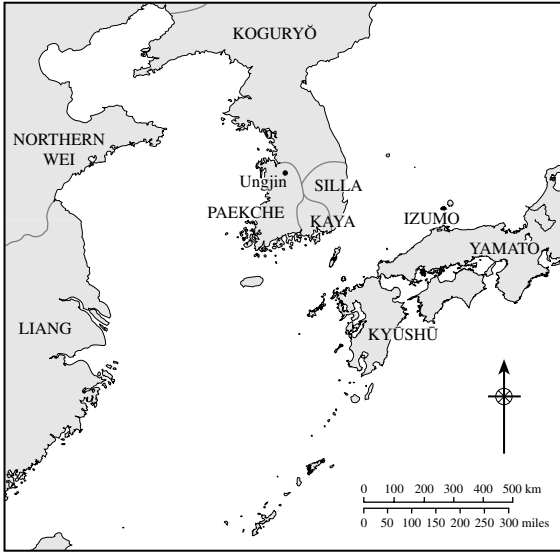 KOGURYŎ
NORTHERN
WEI
Ungjin
SILLA
PAEKCHE
KAYA
IZUMO
YAMATO
LIANG
KYŪSHŪ
0 100 200 300 400 500 km
0 50 100 150 200 250 300 miles